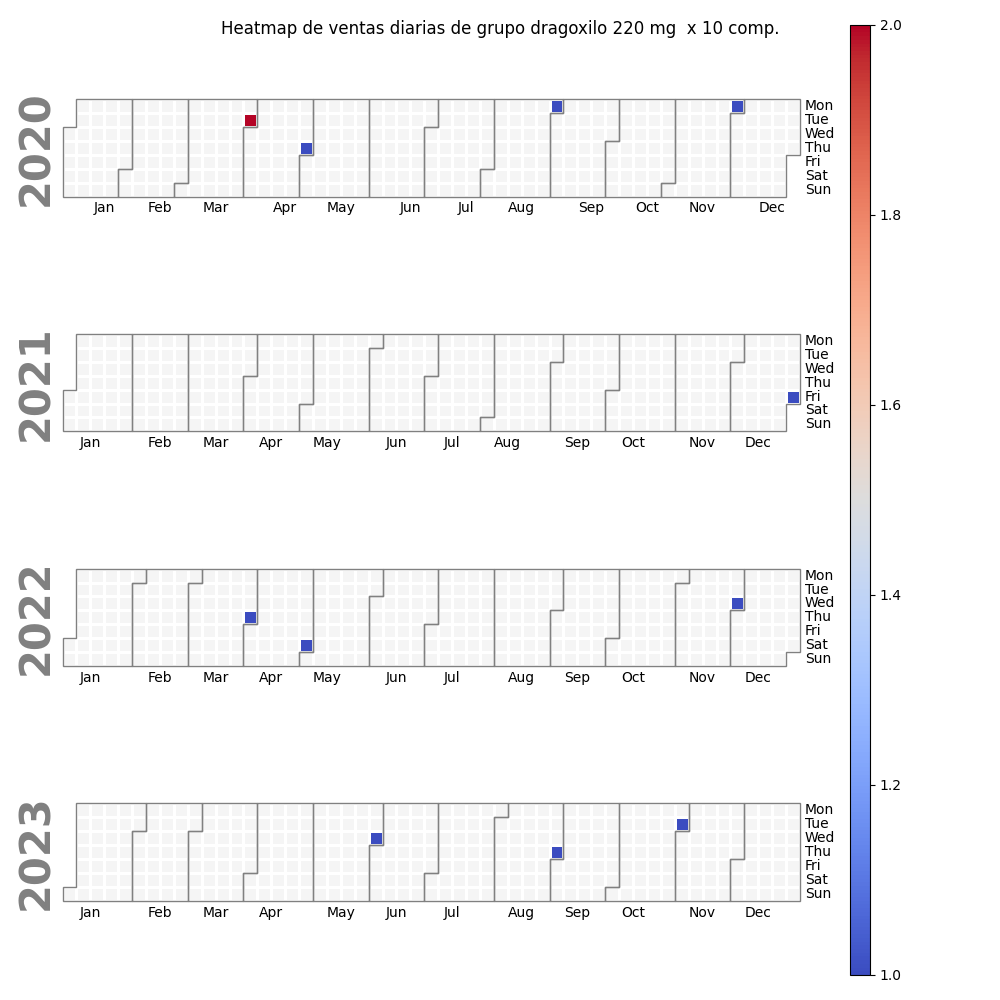 Heatmap de ventas diarias de grupo dragoxilo 220 mg  x 10 comp.
2020
Mon
Tue
Wed
Thu
Fri
Sat
Sun
Jan Feb Mar Apr May Jun Jul Aug Sep Oct Nov Dec
2021
Mon
Tue
Wed
Thu
Fri
Sat
Sun
Jan Feb Mar Apr May Jun Jul Aug Sep Oct Nov Dec
2022
Mon
Tue
Wed
Thu
Fri
Sat
Sun
Jan Feb Mar Apr May Jun Jul Aug Sep Oct Nov Dec
2023
Mon
Tue
Wed
Thu
Fri
Sat
Sun
Jan Feb Mar Apr May Jun Jul Aug Sep Oct Nov Dec
2.0
1.8
1.6
1.4
1.2
1.0